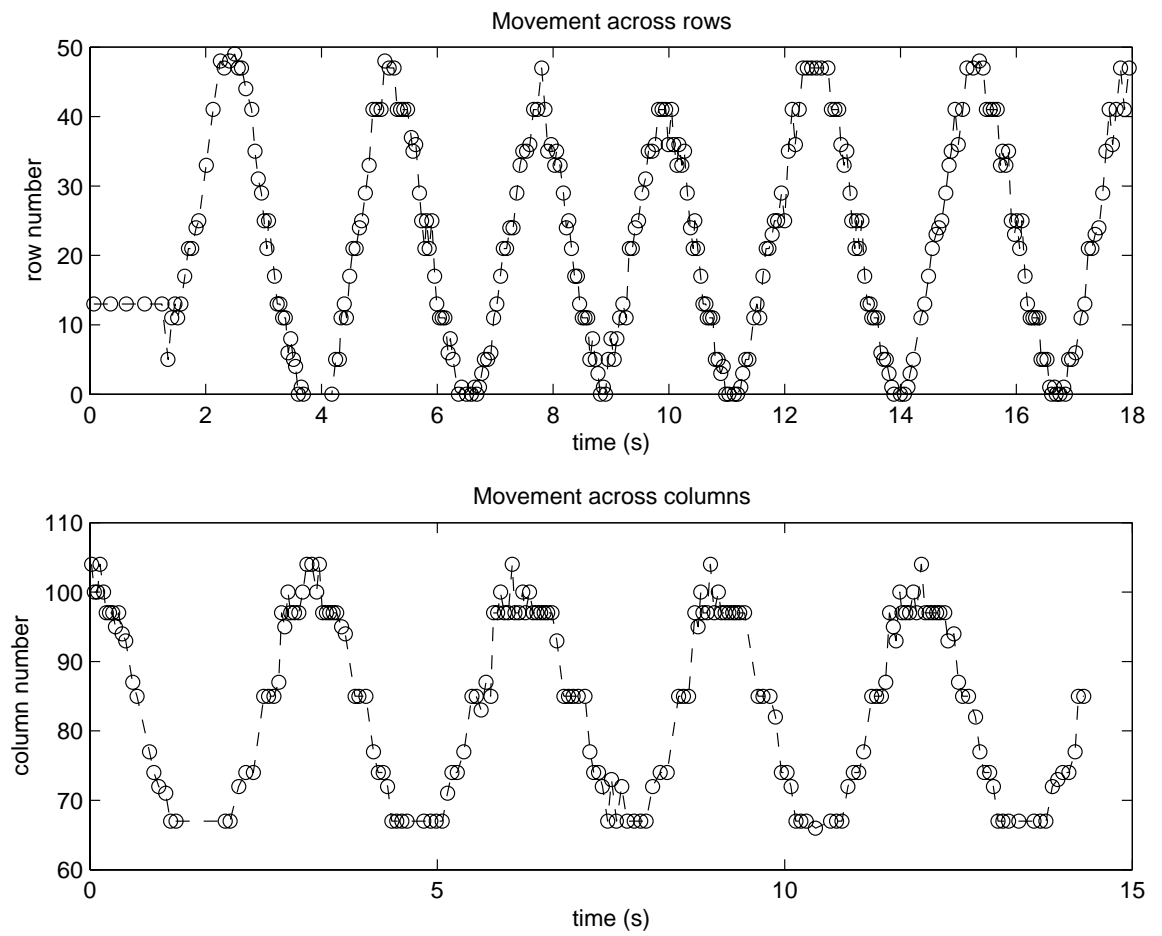 Movement across rows
50
40
30
20
10
0
row number
0 2 4 6 8 10 12 14 16 18
time (s)
Movement across columns
110
100
90
80
70
60
column number
0 5 10 15
time (s)